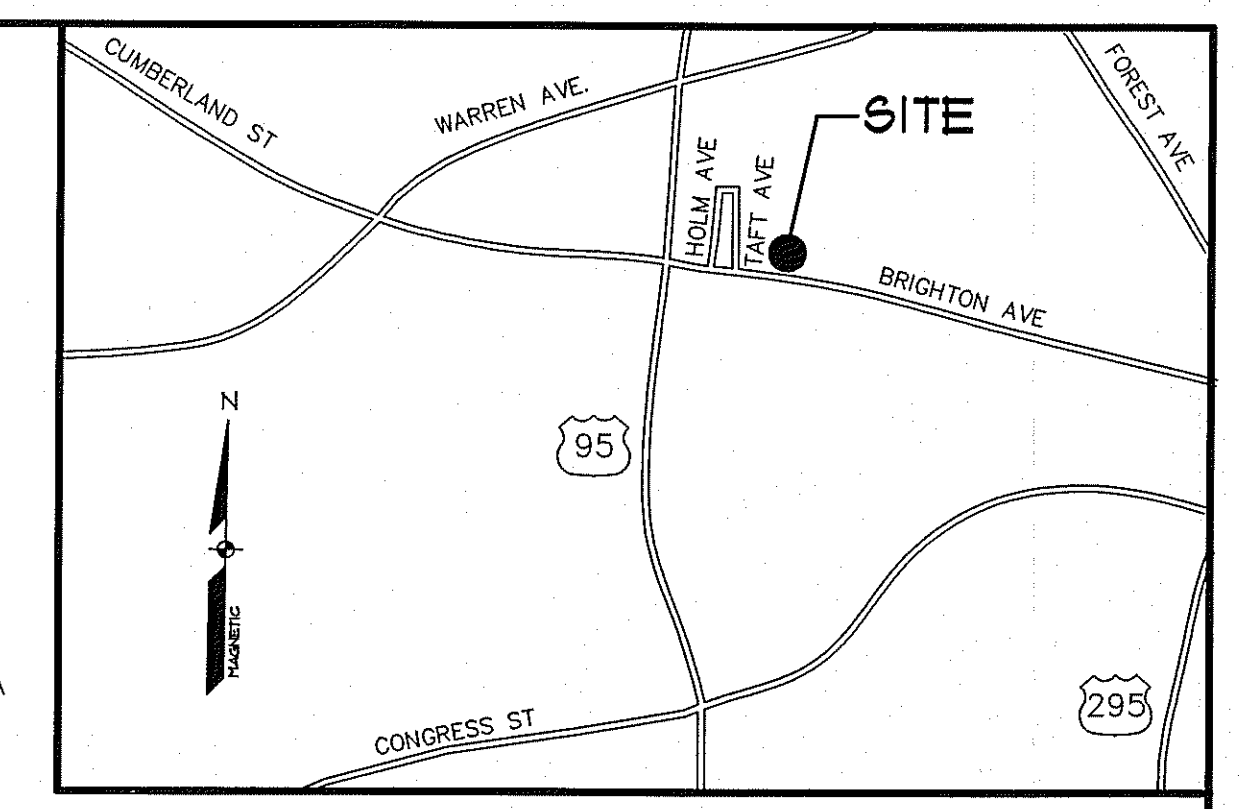 CUMBERLAND ST
WARREN AVE.
FOREST AVE
SITE
HOLM AVE
TAFT AVE
BRIGHTON AVE
N
95
MAGNETIC
295
CONGRESS ST